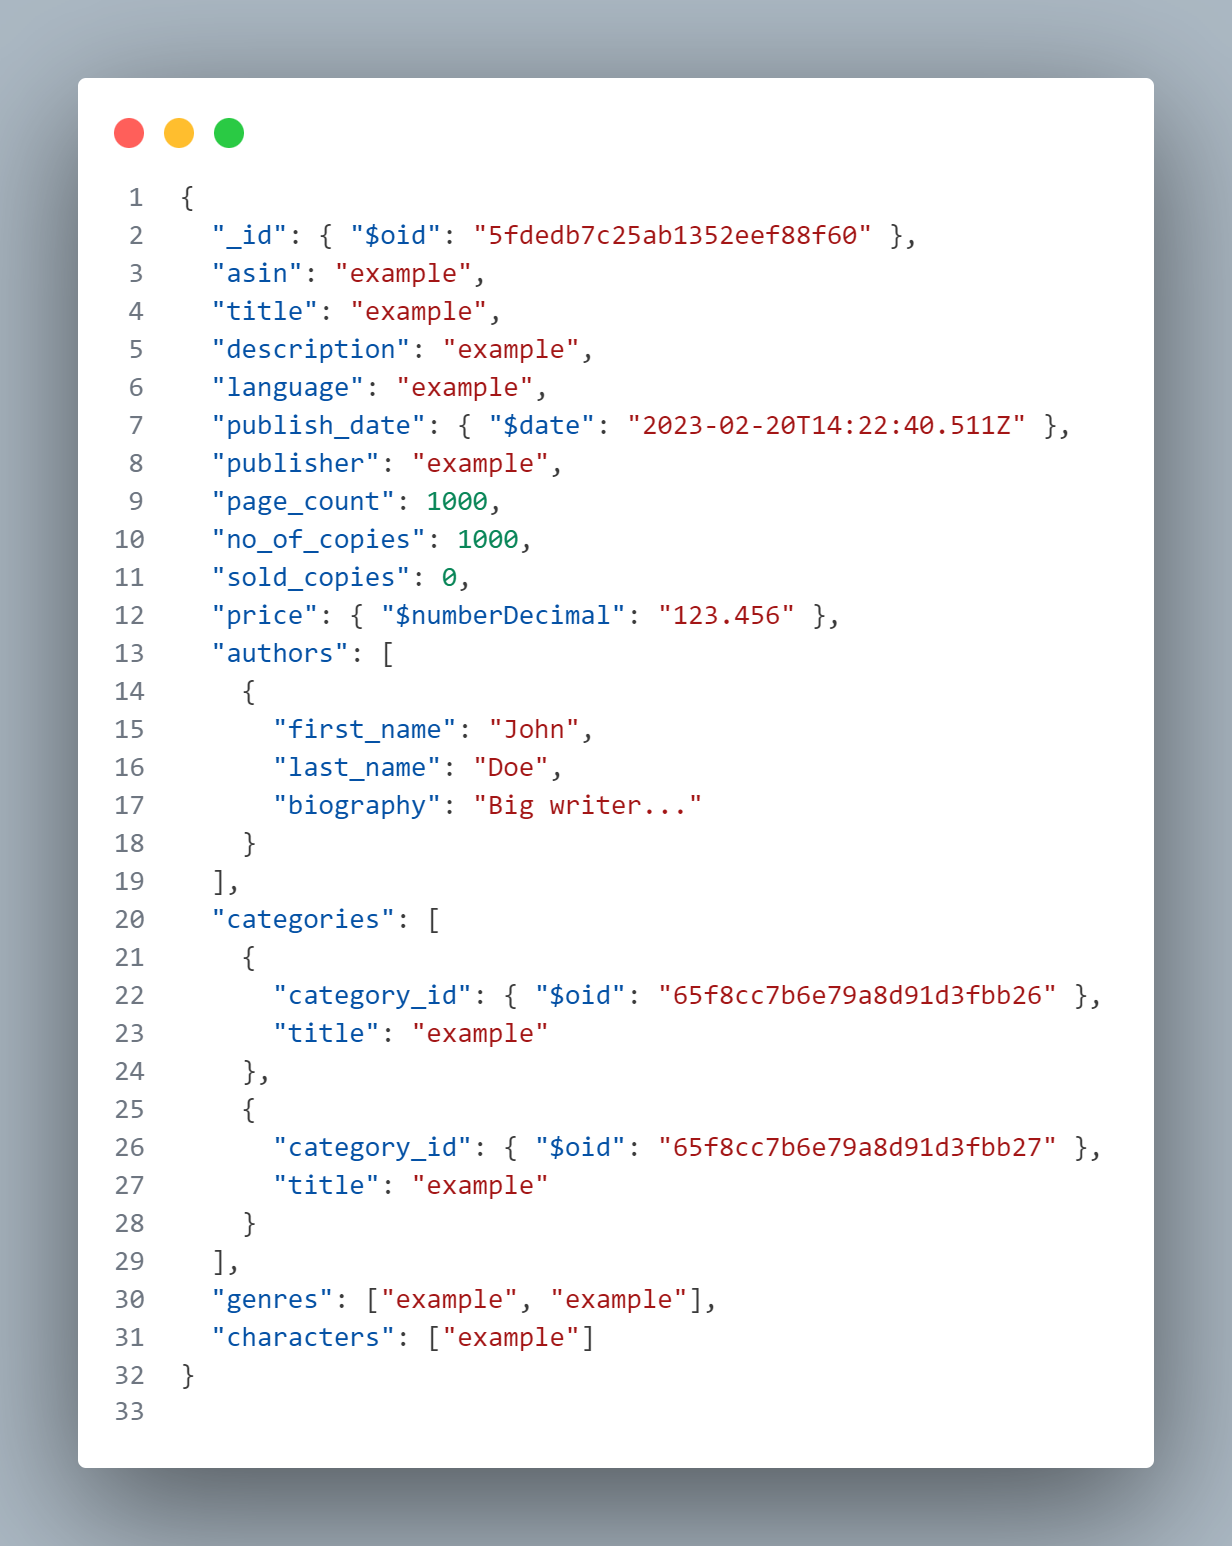 1 {
2   "_id": { "$oid": "5fdedb7c25ab1352eef88f60" },
3   "asin": "example",
4   "title": "example",
5   "description": "example",
6   "language": "example",
7   "publish_date": { "$date": "2023-02-20T14:22:40.511Z" },
8   "publisher": "example",
9   "page_count": 1000,
10   "no_of_copies": 1000,
11   "sold_copies": 0,
12   "price": { "$numberDecimal": "123.456" },
13   "authors": [
14     {
15       "first_name": "John",
16       "last_name": "Doe",
17       "biography": "Big writer..."
18     }
19   ],
20   "categories": [
21     {
22       "category_id": { "$oid": "65f8cc7b6e79a8d91d3fbb26" },
23       "title": "example"
24     },
25     {
26       "category_id": { "$oid": "65f8cc7b6e79a8d91d3fbb27" },
27       "title": "example"
28     }
29   ],
30   "genres": ["example", "example"],
31   "characters": ["example"]
32 }
33